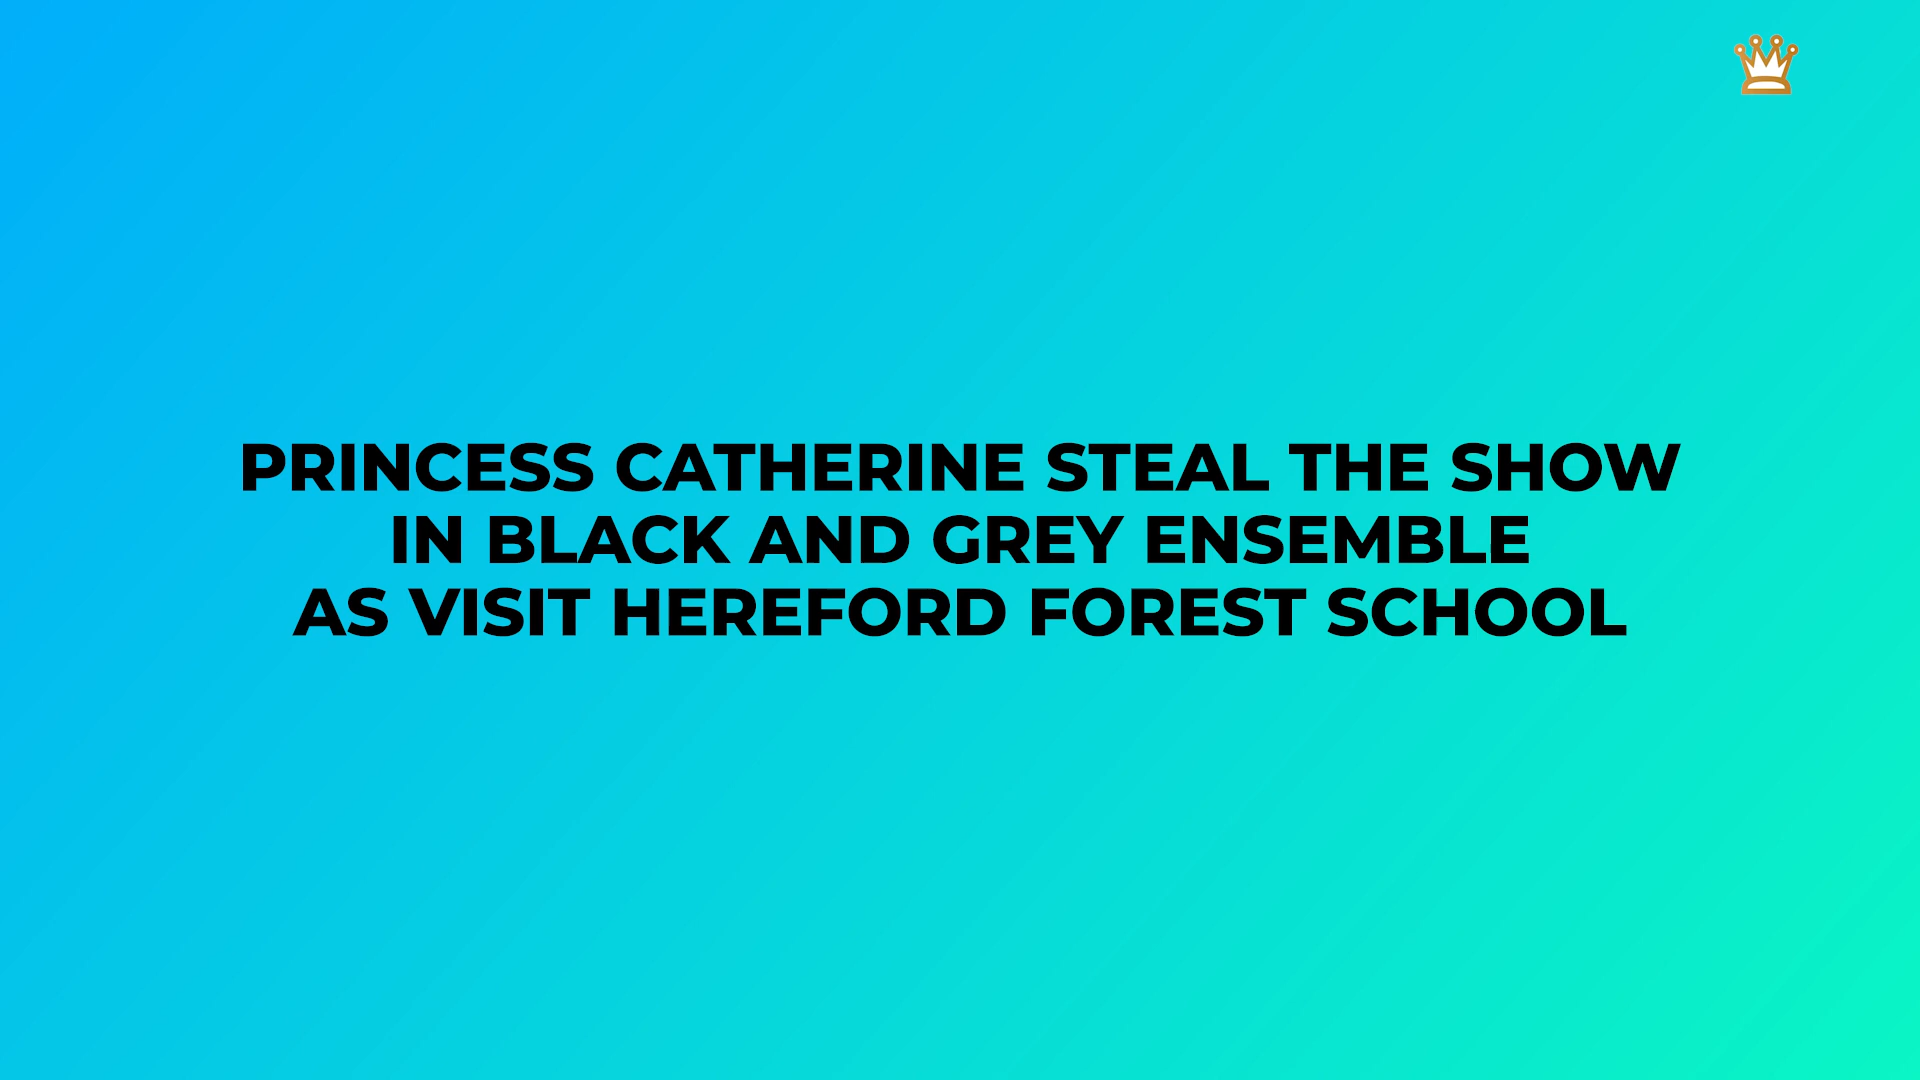 PRINCESS CATHERINE STEAL THE SHOW
IN BLACK AND GREY ENSEMBLE
AS VISIT HEREFORD FOREST SCHOOL